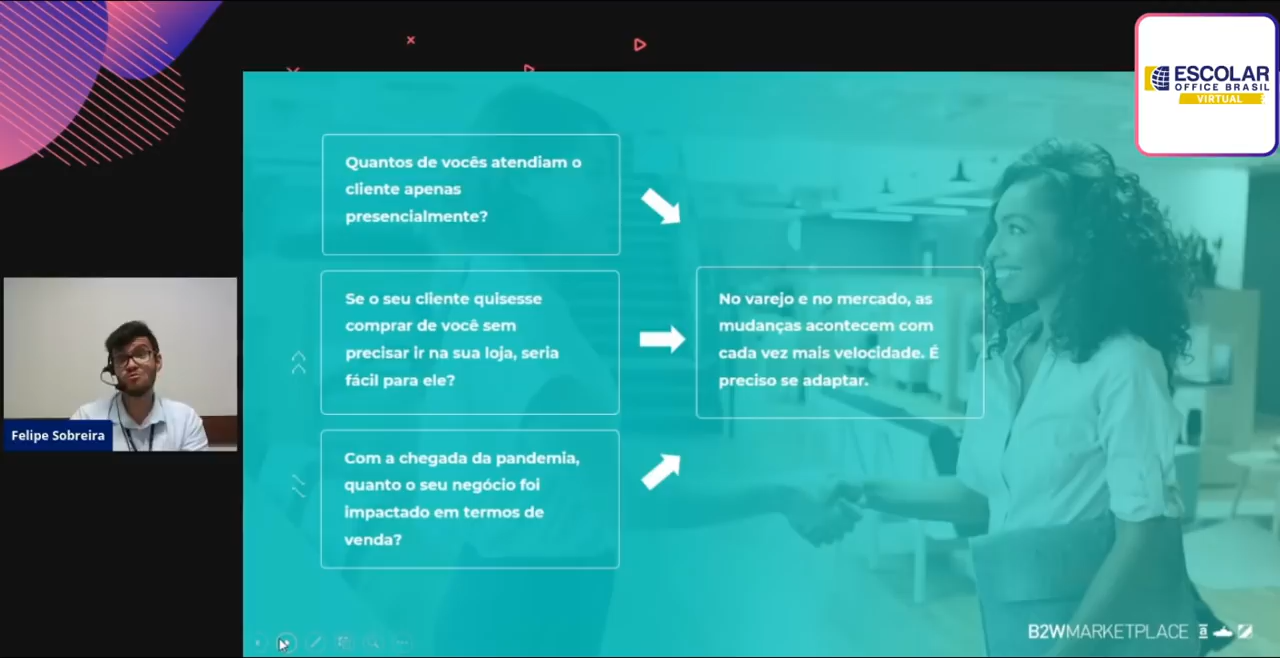 ESCOLAR
OFFICE BRASIL
VIRTUAL
Quantos de vocês atendiam o
cliente apenas
presencialmente?
Se o seu cliente quisesse
comprar de você sem
precisar ir na sua loja, seria
fácil para ele?
Com a chegada da pandemia,
quanto o seu negócio foi
impactado em termos de
venda?
No varejo e no mercado, as
mudanças acontecem com
cada vez mais velocidade. É
preciso se adaptar.
Felipe Sobreira
B2WMARKETPLACE a